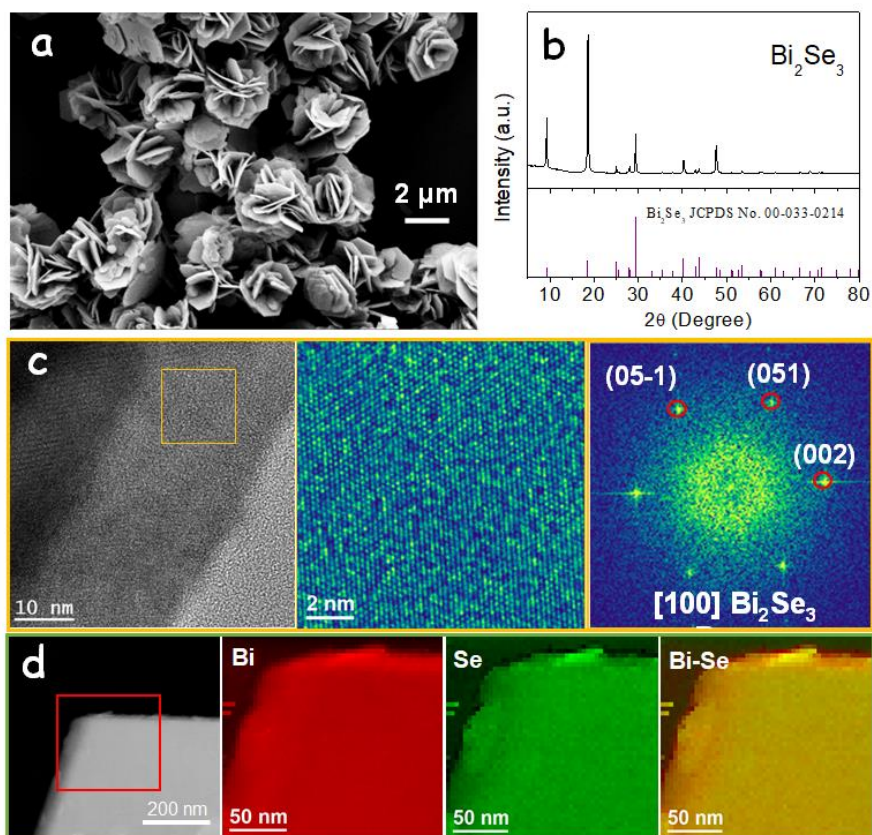 a
2 µm
b
Bi₂Se₃
Intensity (a.u.)
Bi₂Se₃ JCPDS No. 00-033-0214
10 20 30 40 50 60 70 80
2θ (Degree)
c
10 nm
2 nm
(05-1)
(051)
(002)
[100] Bi₂Se₃
d
200 nm
Bi
50 nm
Se
50 nm
Bi-Se
50 nm